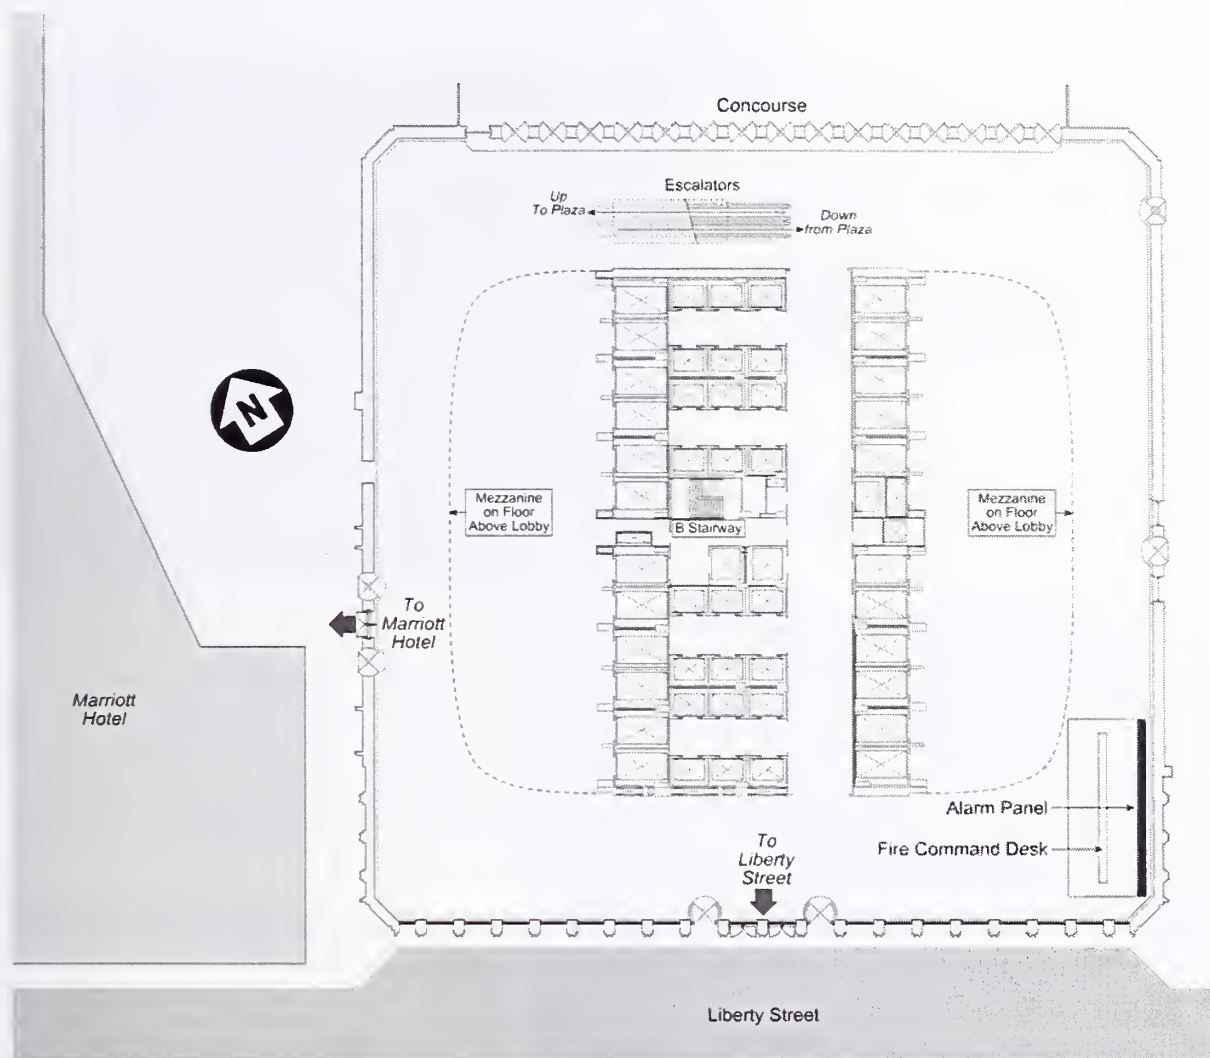 Concourse
Escalators
Up
To Plaza
Down
from Plaza
N
Mezzanine
on Floor
Above Lobby
B Stairway
Mezzanine
on Floor
Above Lobby
To
Marriott
Hotel
Marriott
Hotel
Alarm Panel
Fire Command Desk
To
Liberty
Street
Liberty Street